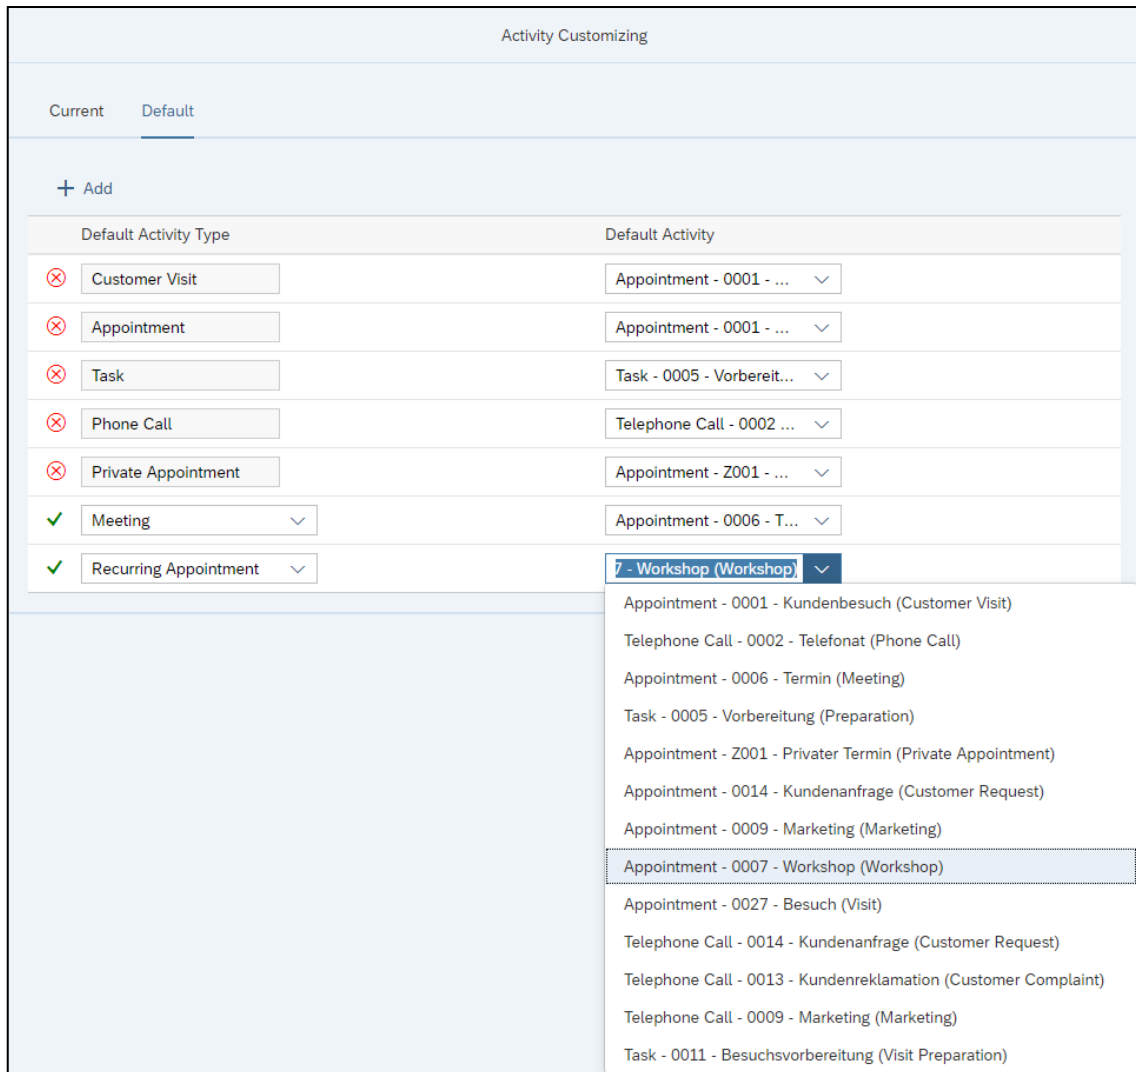 Activity Customizing
Current Default
Add
Default Activity Type Default Activity
Customer Visit Appointment - 0001 - ...
Appointment Appointment - 0001 - ...
Task Task - 0005 - Vorbereit...
Phone Call Telephone Call - 0002 ...
Private Appointment Appointment - Z001 - ...
Meeting Appointment - 0006 - T...
Recurring Appointment 7 - Workshop (Workshop)
Appointment - 0001 - Kundenbesuch (Customer Visit)
Telephone Call - 0002 - Telefonat (Phone Call)
Appointment - 0006 - Termin (Meeting)
Task - 0005 - Vorbereitung (Preparation)
Appointment - Z001 - Privater Termin (Private Appointment)
Appointment - 0014 - Kundenanfrage (Customer Request)
Appointment - 0009 - Marketing (Marketing)
Appointment - 0007 - Workshop (Workshop)
Appointment - 0027 - Besuch (Visit)
Telephone Call - 0014 - Kundenanfrage (Customer Request)
Telephone Call - 0013 - Kundenreklamation (Customer Complaint)
Telephone Call - 0009 - Marketing (Marketing)
Task - 0011 - Besuchsvorbereitung (Visit Preparation)